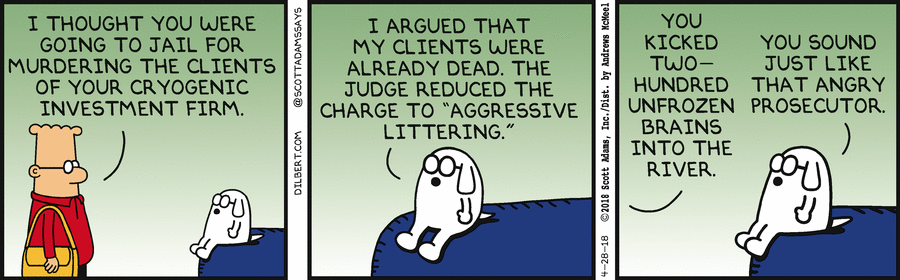 I THOUGHT YOU WERE
GOING TO JAIL FOR
MURDERING THE CLIENTS
OF YOUR CRYOGENIC
INVESTMENT FIRM.
DILBERT.COM @SCOTTADAMSSAYS
I ARGUED THAT
MY CLIENTS WERE
ALREADY DEAD. THE
JUDGE REDUCED THE
CHARGE TO "AGGRESSIVE
LITTERING."
4-28-18 ©2018 Scott Adams, Inc./Dist. by Andrews McMeel
YOU
KICKED
TWO-
HUNDRED
UNFROZEN
BRAINS
INTO THE
RIVER.
YOU SOUND
JUST LIKE
THAT ANGRY
PROSECUTOR.